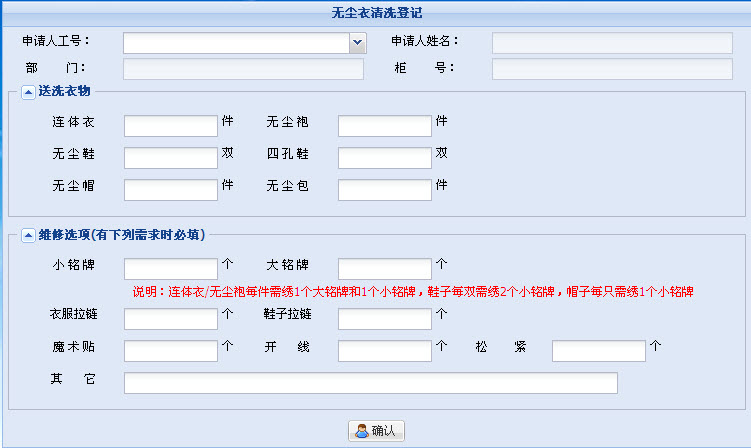 无尘衣清洗登记
申请人工号： 申请人姓名：
部 门： 柜 号：
送洗衣物
连体衣 件 无尘袍 件
无尘鞋 双 四孔鞋 双
无尘帽 件 无尘包 件
维修选项(有下列需求时必填)
小铭牌 个 大铭牌 个
说明：连体衣/无尘袍每件需绣1个大铭牌和1个小铭牌，鞋子每双需绣2个小铭牌，帽子每只需绣1个小铭牌
衣服拉链 个 鞋子拉链 个
魔术贴 个 开 线 个 松 紧 个
其 它
确认